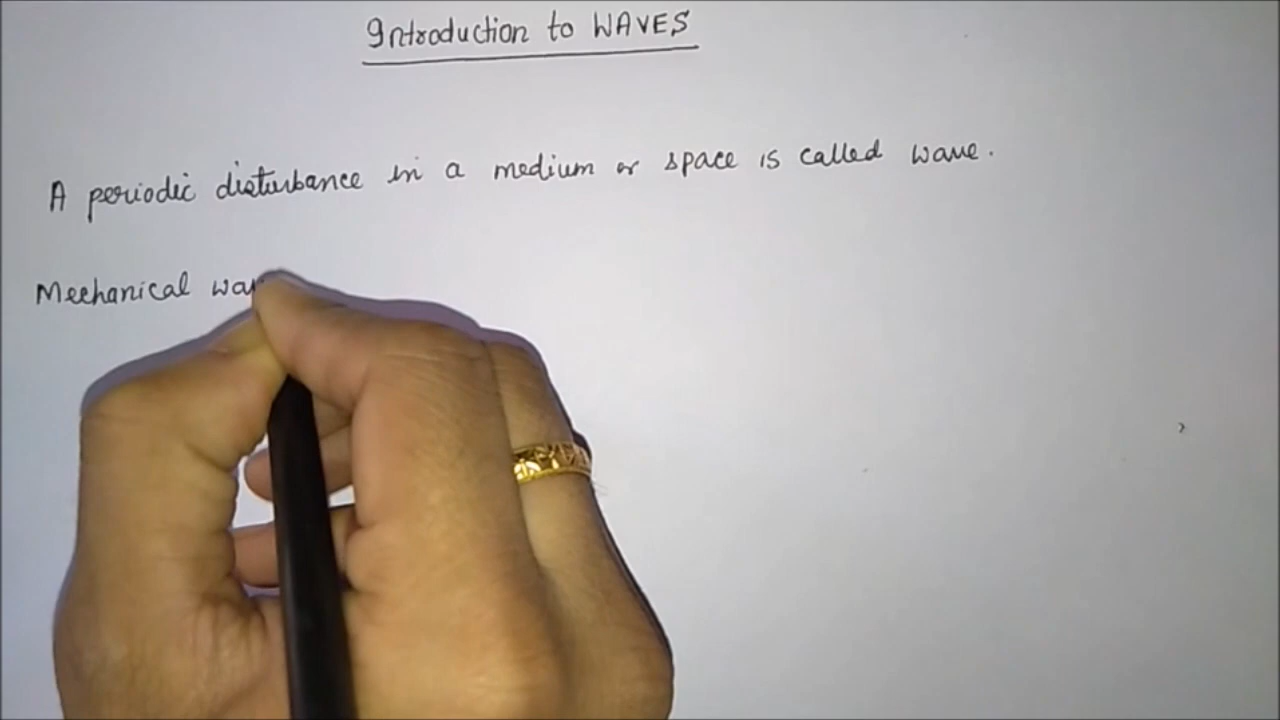 Introduction to WAVES
A periodic disturbance in a medium or space is called wave.
Mechanical